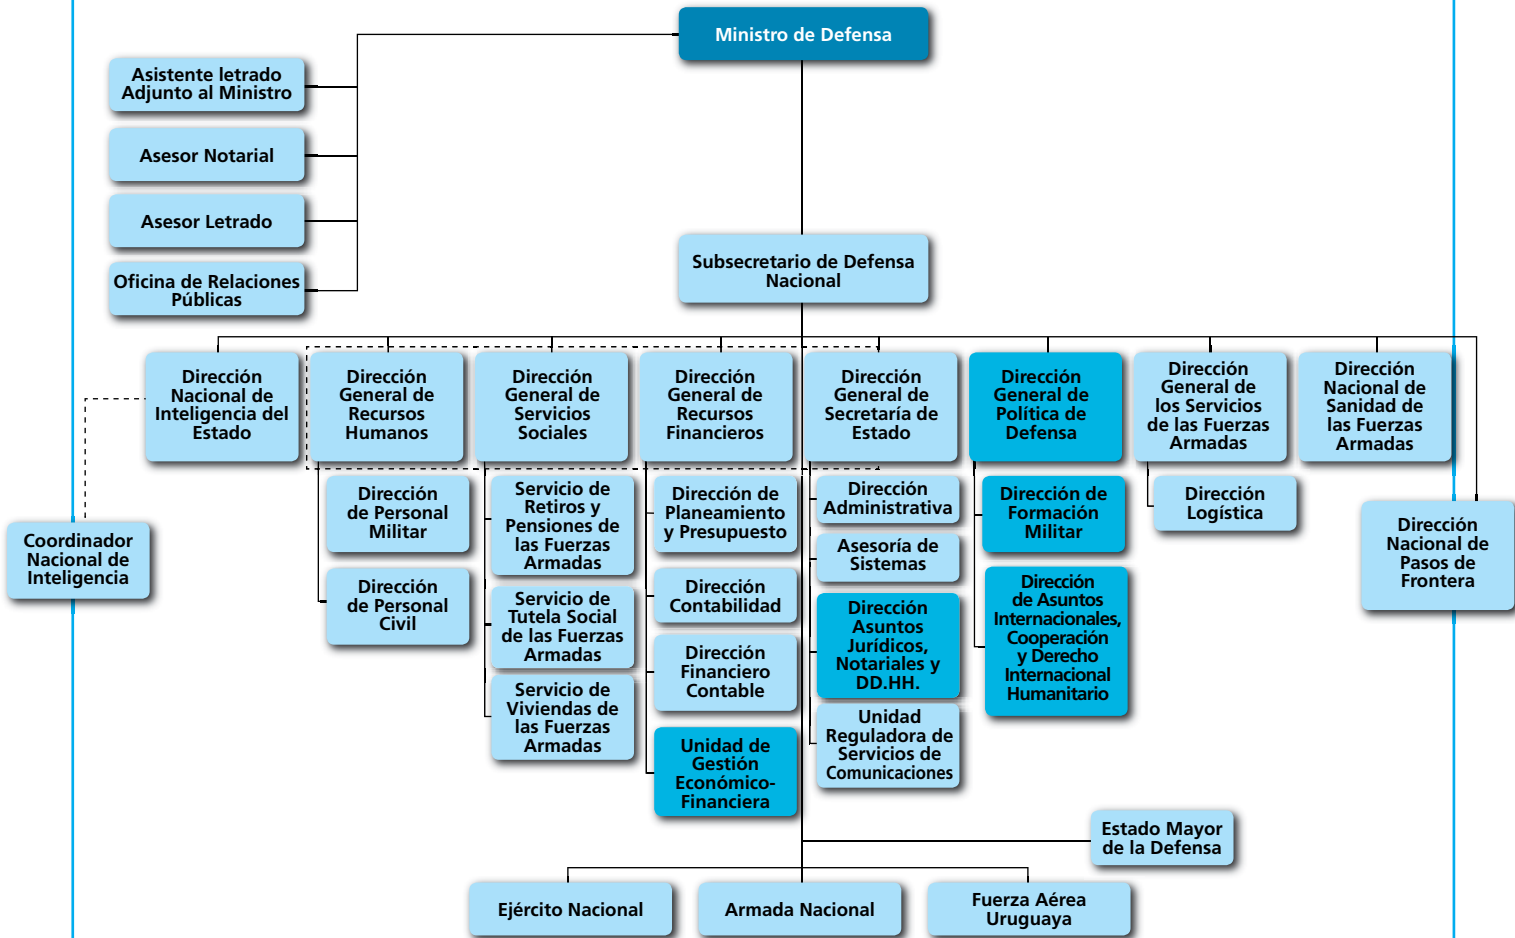 Ministro de Defensa
Asistente letrado
Adjunto al Ministro
Asesor Notarial
Asesor Letrado
Oficina de Relaciones
Públicas
Subsecretario de Defensa
Nacional
Dirección
Nacional de
Inteligencia del
Estado
Dirección
General de
Recursos
Humanos
Dirección
General de
Servicios
Sociales
Dirección
General de
Recursos
Financieros
Dirección
General de
Secretaría de
Estado
Dirección
General de
Política de
Defensa
Dirección
General de
los Servicios
de las Fuerzas
Armadas
Dirección
Nacional de
Sanidad de
las Fuerzas
Armadas
Coordinador
Nacional de
Inteligencia
Dirección
de Personal
Militar
Dirección
de Personal
Civil
Servicio de
Retiros y
Pensiones de
las Fuerzas
Armadas
Servicio de
Tutela Social
de las Fuerzas
Armadas
Servicio de
Viviendas de
las Fuerzas
Armadas
Dirección de
Planeamiento
y Presupuesto
Dirección
Contabilidad
Dirección
Financiero
Contable
Unidad de
Gestión
Económico-
Financiera
Dirección
Administrativa
Asesoría de
Sistemas
Dirección
Asuntos
Jurídicos,
Notariales y
DD.HH.
Unidad
Reguladora de
Servicios de
Comunicaciones
Dirección de
Formación
Militar
Dirección
de Asuntos
Internacionales,
Cooperación
y Derecho
Internacional
Humanitario
Dirección
Logística
Dirección
Nacional de
Pasos de
Frontera
Estado Mayor
de la Defensa
Ejército Nacional
Armada Nacional
Fuerza Aérea
Uruguaya